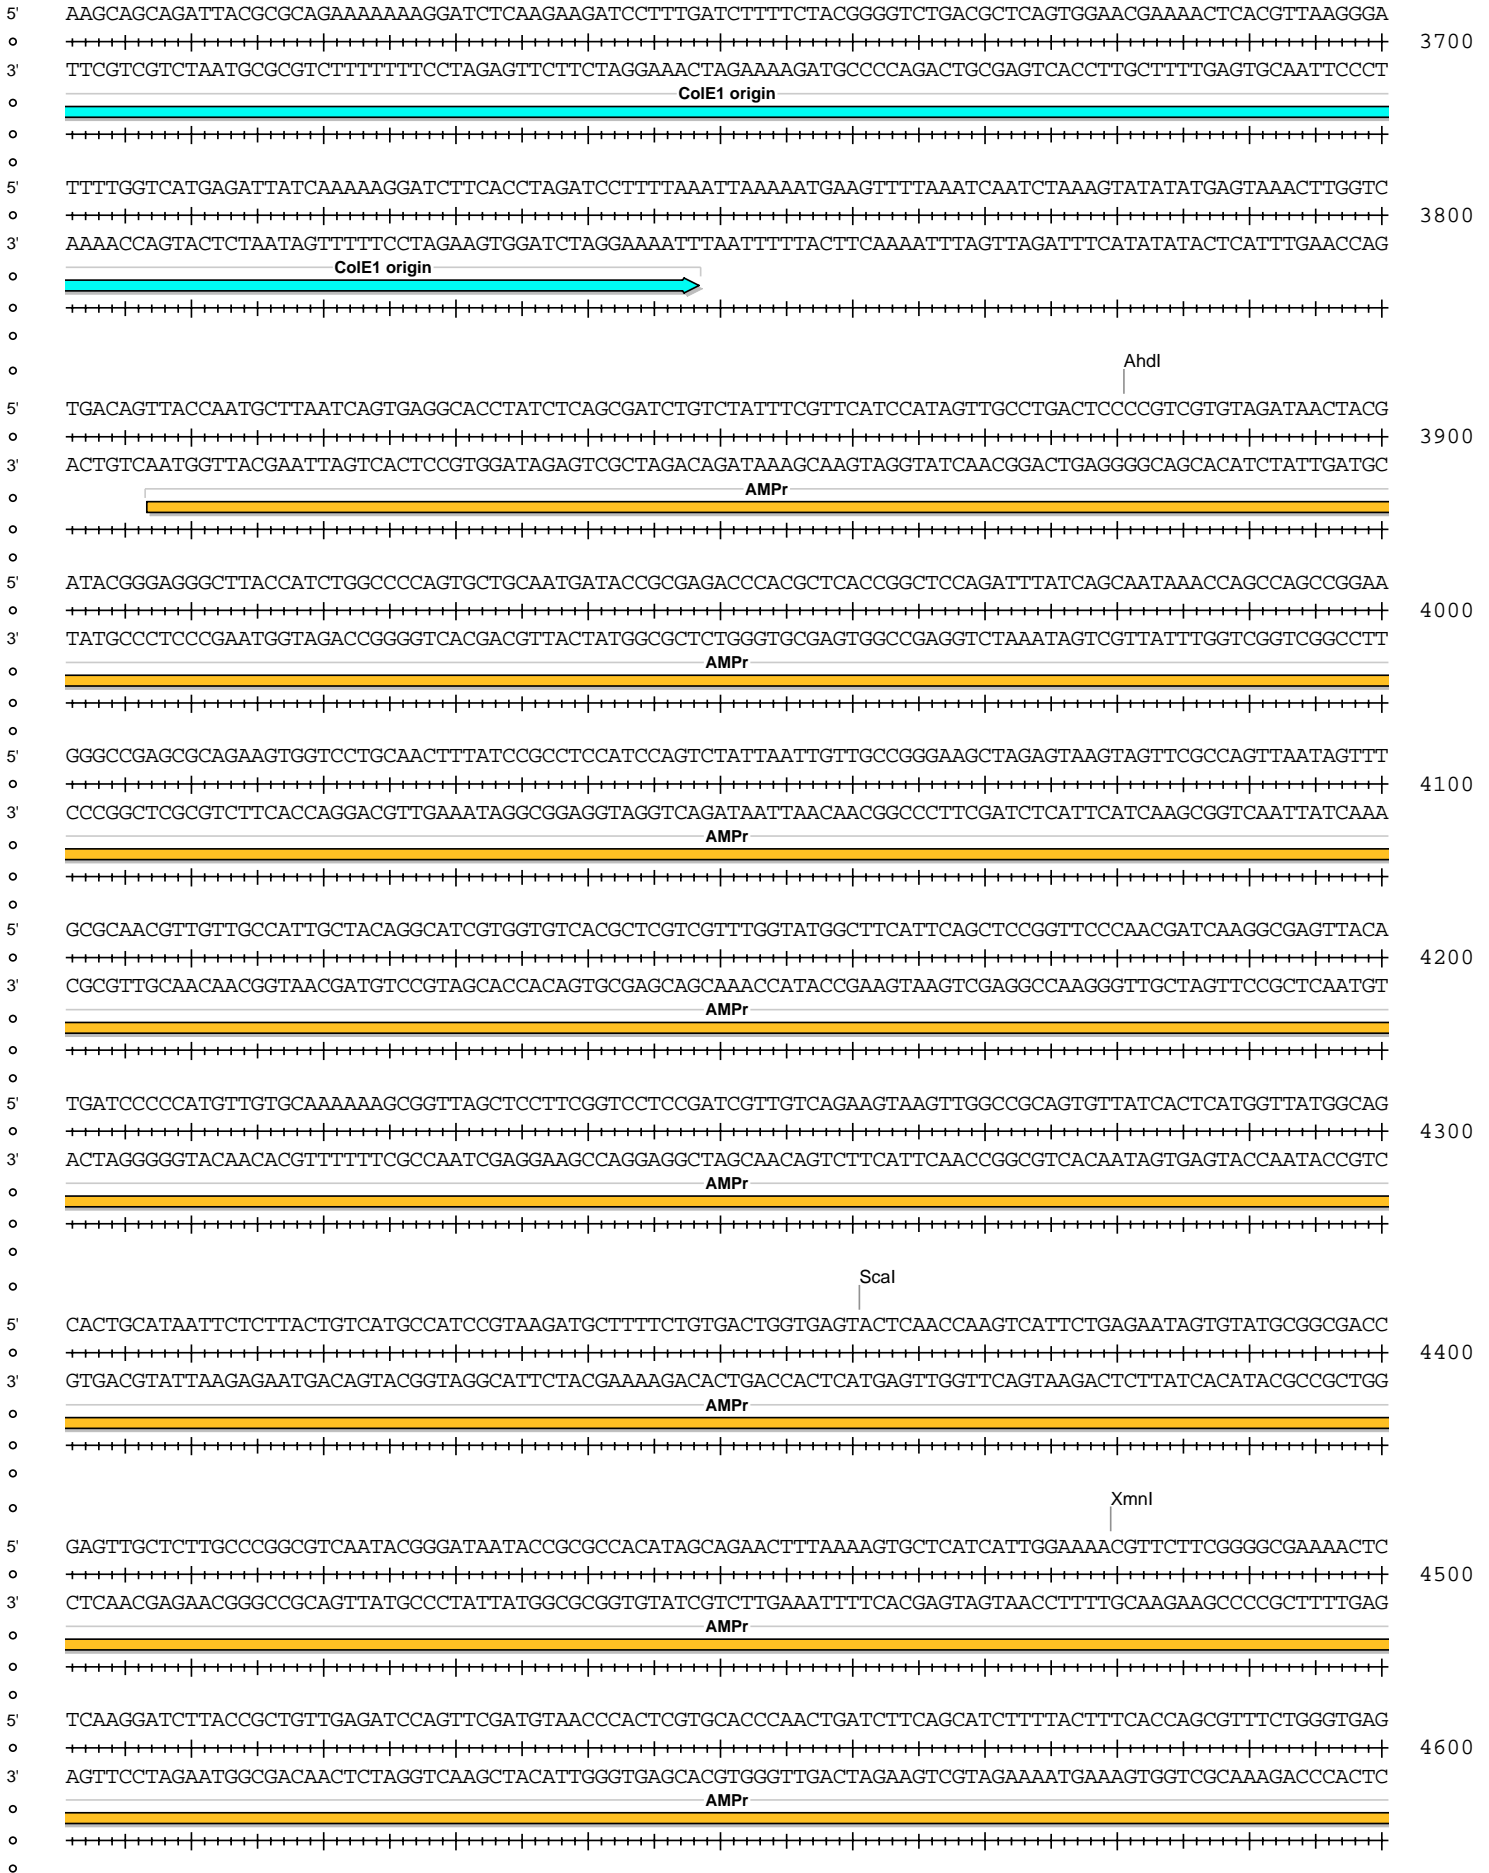 AAGCAGCAGATTACGCGCAGAAAAAAAGGATCTCAAGAAGATCCTTTGATCTTTTCTACGGGGTCTGACGCTCAGTGGAACGAAAACTCACGTTAAGGGA
3700
3' TTCGTCGTCTAATGCGCGTCTTTTTTTCCTAGAGTTCTTCTAGGAAACTAGAAAAGATGCCCCAGACTGCGAGTCACCTTGCTTTTGAGTGCAATTCCCT
ColE1 origin
5' TTTTGGTCATGAGATTATCAAAAAGGATCTTCACCTAGATCCTTTTAAATTAAAAATGAAGTTTTAAATCAATCTAAAGTATATATGAGTAAACTTGGTC
3800
3' AAAACCAGTACTCTAATAGTTTTTCCTAGAAGTGGATCTAGGAAAATTTAATTTTTACTTCAAAATTTAGTTAGATTTCATATATACTCATTTGAACCAG
ColE1 origin
AhdI
5' TGACAGTTACCAATGCTTAATCAGTGAGGCACCTATCTCAGCGATCTGTCTATTTCGTTCATCCATAGTTGCCTGACTCCCCGTCGTGTAGATAACTACG
3900
3' ACTGTCAATGGTTACGAATTAGTCACTCCGTGGATAGAGTCGCTAGACAGATAAAGCAAGTAGGTATCAACGGACTGAGGGGCAGCACATCTATTGATGC
AMPr
5' ATACGGGAGGGCTTACCATCTGGCCCCAGTGCTGCAATGATACCGCGAGACCCACGCTCACCGGCTCCAGATTTATCAGCAATAAACCAGCCAGCCGGAA
4000
3' TATGCCCTCCCGAATGGTAGACCGGGGTCACGACGTTACTATGGCGCTCTGGGTGCGAGTGGCCGAGGTCTAAATAGTCGTTATTTGGTCGGTCGGCCTT
AMPr
5' GGGCCGAGCGCAGAAGTGGTCCTGCAACTTTATCCGCCTCCATCCAGTCTATTAATTGTTGCCGGGAAGCTAGAGTAAGTAGTTCGCCAGTTAATAGTTT
4100
3' CCCGGCTCGCGTCTTCACCAGGACGTTGAAATAGGCGGAGGTAGGTCAGATAATTAACAACGGCCCTTCGATCTCATTCATCAAGCGGTCAATTATCAAA
AMPr
5' GCGCAACGTTGTTGCCATTGCTACAGGCATCGTGGTGTCACGCTCGTCGTTTGGTATGGCTTCATTCAGCTCCGGTTCCCAACGATCAAGGCGAGTTACA
4200
3' CGCGTTGCAACAACGGTAACGATGTCCGTAGCACCACAGTGCGAGCAGCAAACCATACCGAAGTAAGTCGAGGCCAAGGGTTGCTAGTTCCGCTCAATGT
AMPr
5' TGATCCCCCATGTTGTGCAAAAAAGCGGTTAGCTCCTTCGGTCCTCCGATCGTTGTCAGAAGTAAGTTGGCCGCAGTGTTATCACTCATGGTTATGGCAG
4300
3' ACTAGGGGGTACAACACGTTTTTTCGCCAATCGAGGAAGCCAGGAGGCTAGCAACAGTCTTCATTCAACCGGCGTCACAATAGTGAGTACCAATACCGTC
AMPr
ScaI
5' CACTGCATAATTCTCTTACTGTCATGCCATCCGTAAGATGCTTTTCTGTGACTGGTGAGTACTCAACCAAGTCATTCTGAGAATAGTGTATGCGGCGACC
4400
3' GTGACGTATTAAGAGAATGACAGTACGGTAGGCATTCTACGAAAAGACACTGACCACTCATGAGTTGGTTCAGTAAGACTCTTATCACATACGCCGCTGG
AMPr
XmnI
5' GAGTTGCTCTTGCCCGGCGTCAATACGGGATAATACCGCGCCACATAGCAGAACTTTAAAAGTGCTCATCATTGGAAAACGTTCTTCGGGGCGAAAACTC
4500
3' CTCAACGAGAACGGGCCGCAGTTATGCCCTATTATGGCGCGGTGTATCGTCTTGAAATTTTCACGAGTAGTAACCTTTTGCAAGAAGCCCCGCTTTTGAG
AMPr
5' TCAAGGATCTTACCGCTGTTGAGATCCAGTTCGATGTAACCCACTCGTGCACCCAACTGATCTTCAGCATCTTTTACTTTCACCAGCGTTTCTGGGTGAG
4600
3' AGTTCCTAGAATGGCGACAACTCTAGGTCAAGCTACATTGGGTGAGCACGTGGGTTGACTAGAAGTCGTAGAAAATGAAAGTGGTCGCAAAGACCCACTC
AMPr